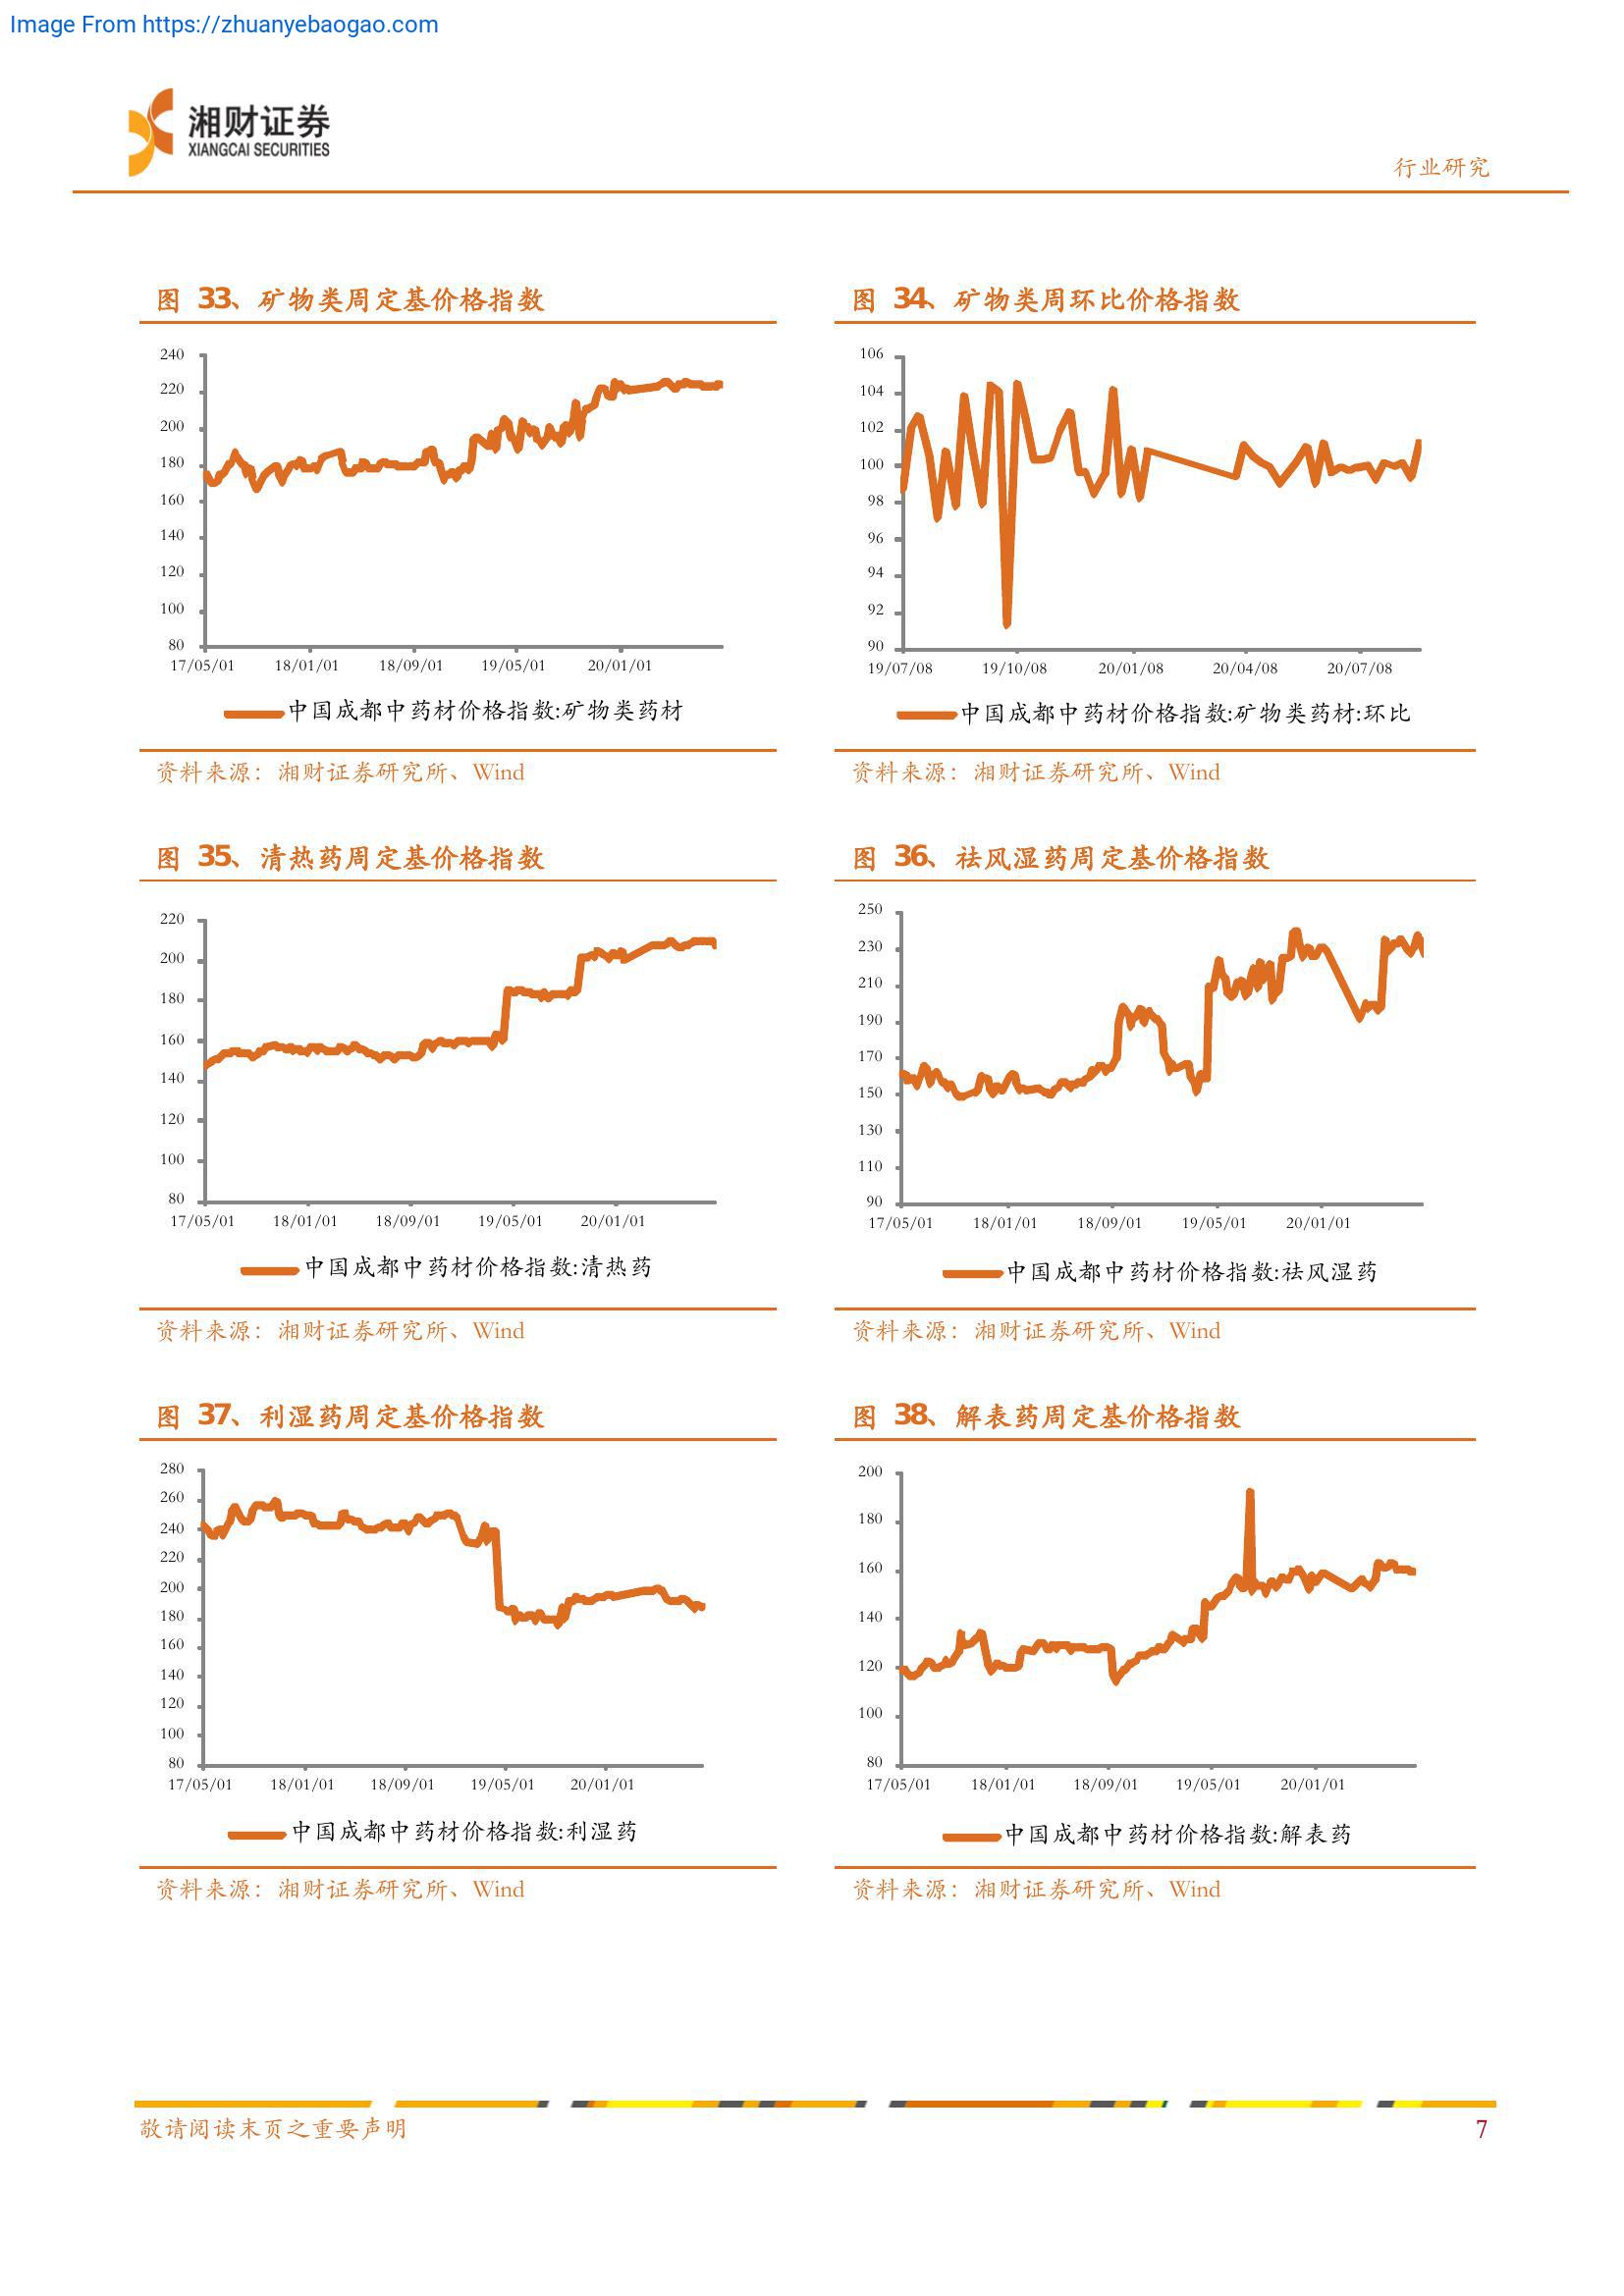 Image From https://zhuanyebaogao.com
湘财证券
XIANGCAI SECURITIES
行业研究
图 33、矿物类周定基价格指数
240
220
200
180
160
140
120
100
80
17/05/01 18/01/01 18/09/01 19/05/01 20/01/01
中国成都中药材价格指数:矿物类药材
资料来源：湘财证券研究所、Wind
图 34、矿物类周环比价格指数
106
104
102
100
98
96
94
92
90
19/07/08 19/10/08 20/01/08 20/04/08 20/07/08
中国成都中药材价格指数:矿物类药材:环比
资料来源：湘财证券研究所、Wind
图 35、清热药周定基价格指数
220
200
180
160
140
120
100
80
17/05/01 18/01/01 18/09/01 19/05/01 20/01/01
中国成都中药材价格指数:清热药
资料来源：湘财证券研究所、Wind
图 36、祛风湿药周定基价格指数
250
230
210
190
170
150
130
110
90
17/05/01 18/01/01 18/09/01 19/05/01 20/01/01
中国成都中药材价格指数:祛风湿药
资料来源：湘财证券研究所、Wind
图 37、利湿药周定基价格指数
280
260
240
220
200
180
160
140
120
100
80
17/05/01 18/01/01 18/09/01 19/05/01 20/01/01
中国成都中药材价格指数:利湿药
资料来源：湘财证券研究所、Wind
图 38、解表药周定基价格指数
200
180
160
140
120
100
80
17/05/01 18/01/01 18/09/01 19/05/01 20/01/01
中国成都中药材价格指数:解表药
资料来源：湘财证券研究所、Wind
敬请阅读末页之重要声明
7